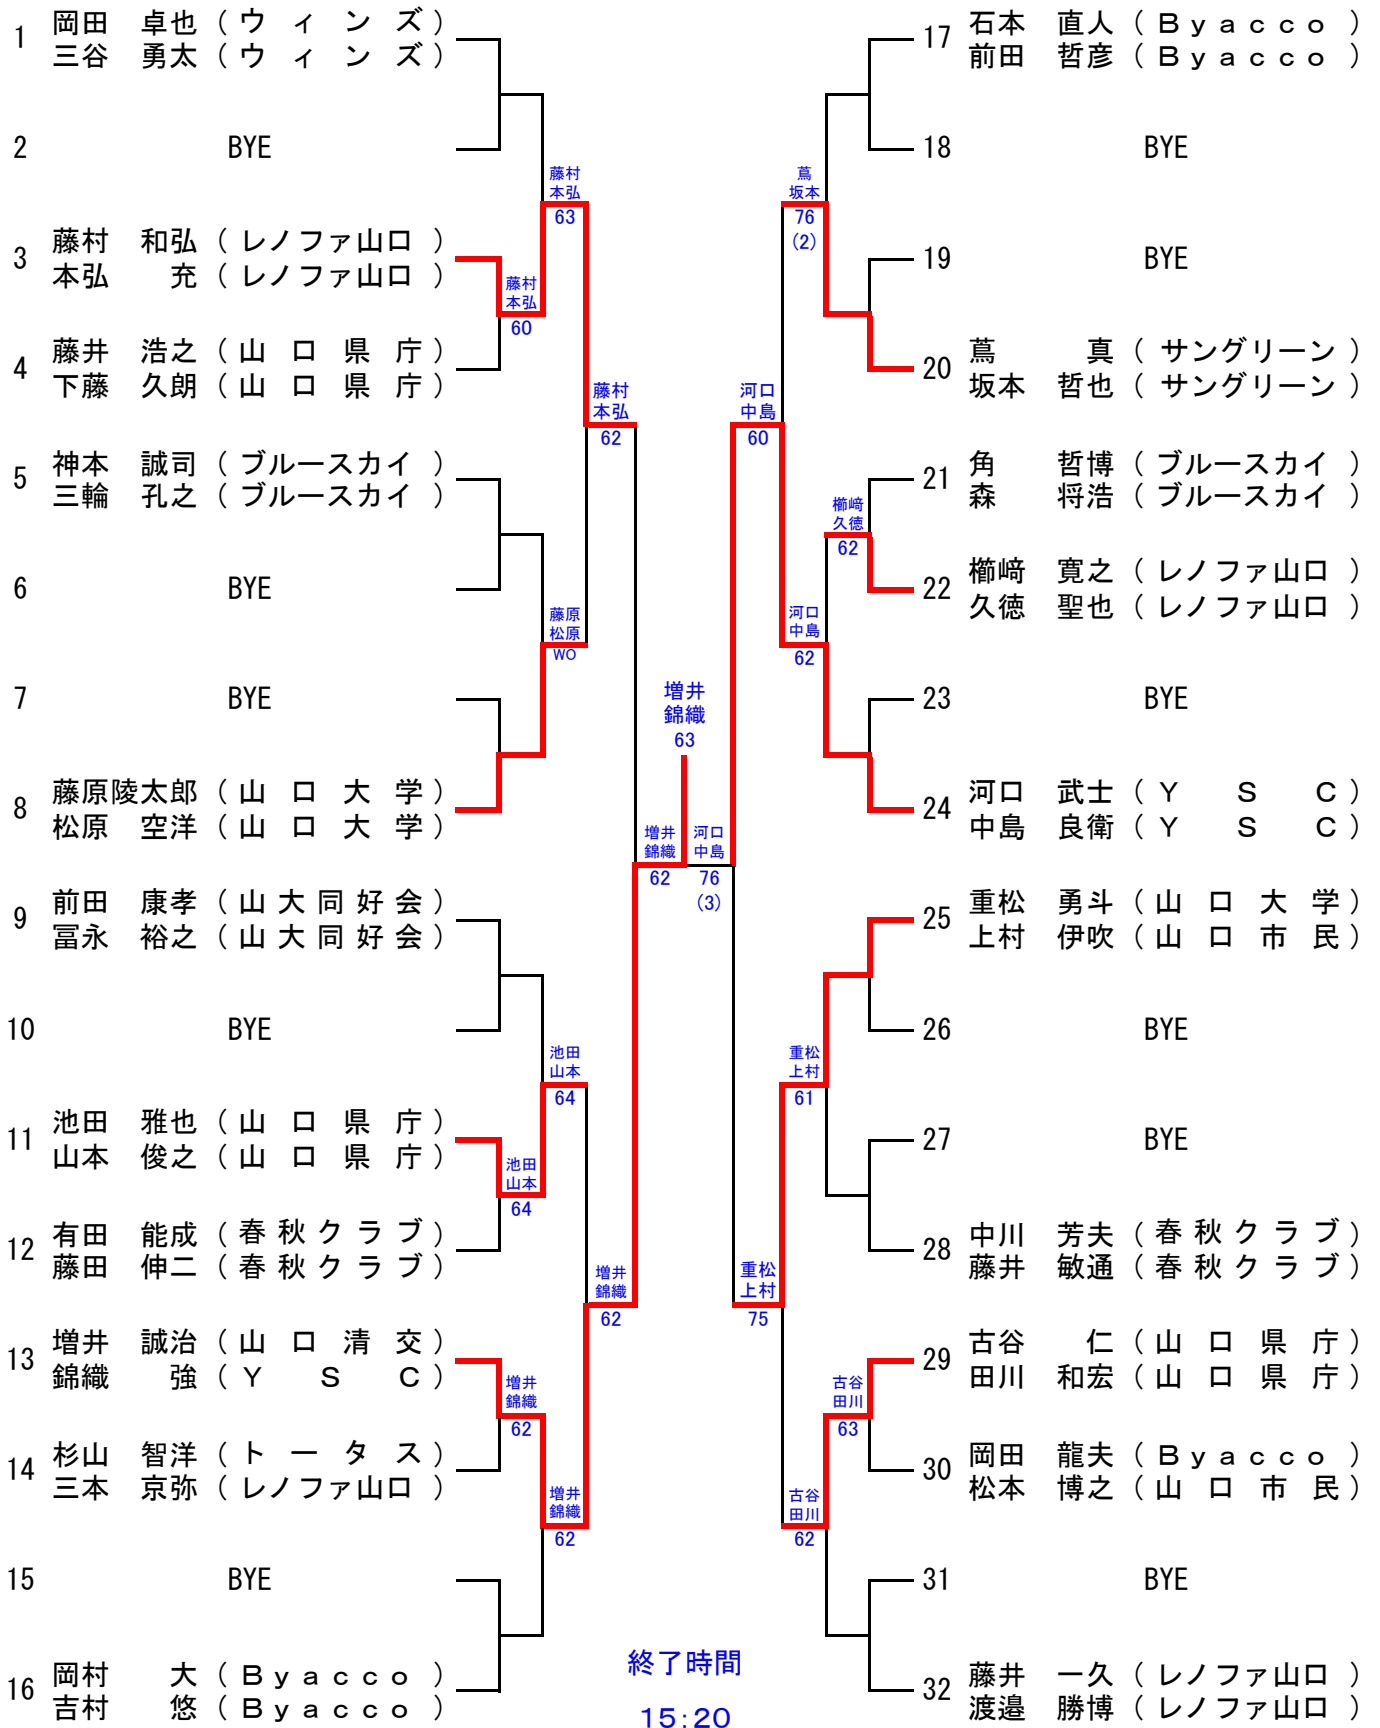 1 岡田 卓也（ウィンズ）
三谷 勇太（ウィンズ）
2 BYE
3 藤村 和弘（レノファ山口）
本弘 充（レノファ山口）
4 藤井 浩之（山口県庁）
下藤 久朗（山口県庁）
5 神本 誠司（ブルースカイ）
三輪 孔之（ブルースカイ）
6 BYE
7 BYE
8 藤原陵太郎（山口大学）
松原 空洋（山口大学）
9 前田 康孝（山大同好会）
冨永 裕之（山大同好会）
10 BYE
11 池田 雅也（山口県庁）
山本 俊之（山口県庁）
12 有田 能成（春秋クラブ）
藤田 伸二（春秋クラブ）
13 増井 誠治（山口清交）
錦織 強（ＹＳＣ）
14 杉山 智洋（トータス）
三本 京弥（レノファ山口）
15 BYE
16 岡村 大（Ｂｙａｃｃｏ）
吉村 悠（Ｂｙａｃｃｏ）
藤村
本弘
60
池田
山本
64
増井
錦織
62
藤村
本弘
63
藤原
松原
WO
池田
山本
64
増井
錦織
62
藤村
本弘
62
増井
錦織
62
増井
錦織
62
増井
錦織
63
河口
中島
76
(3)
河口
中島
60
重松
上村
75
蔦
坂本
76
(2)
河口
中島
62
重松
上村
61
古谷
田川
62
櫛﨑
久徳
62
古谷
田川
63
17 石本 直人（Ｂｙａｃｃｏ）
前田 哲彦（Ｂｙａｃｃｏ）
18 BYE
19 BYE
20 蔦 真（サングリーン）
坂本 哲也（サングリーン）
21 角 哲博（ブルースカイ）
森 将浩（ブルースカイ）
22 櫛﨑 寛之（レノファ山口）
久徳 聖也（レノファ山口）
23 BYE
24 河口 武士（ＹＳＣ）
中島 良衛（ＹＳＣ）
25 重松 勇斗（山口大学）
上村 伊吹（山口市民）
26 BYE
27 BYE
28 中川 芳夫（春秋クラブ）
藤井 敏通（春秋クラブ）
29 古谷 仁（山口県庁）
田川 和宏（山口県庁）
30 岡田 龍夫（Ｂｙａｃｃｏ）
松本 博之（山口市民）
31 BYE
32 藤井 一久（レノファ山口）
渡邉 勝博（レノファ山口）
終了時間
15:20